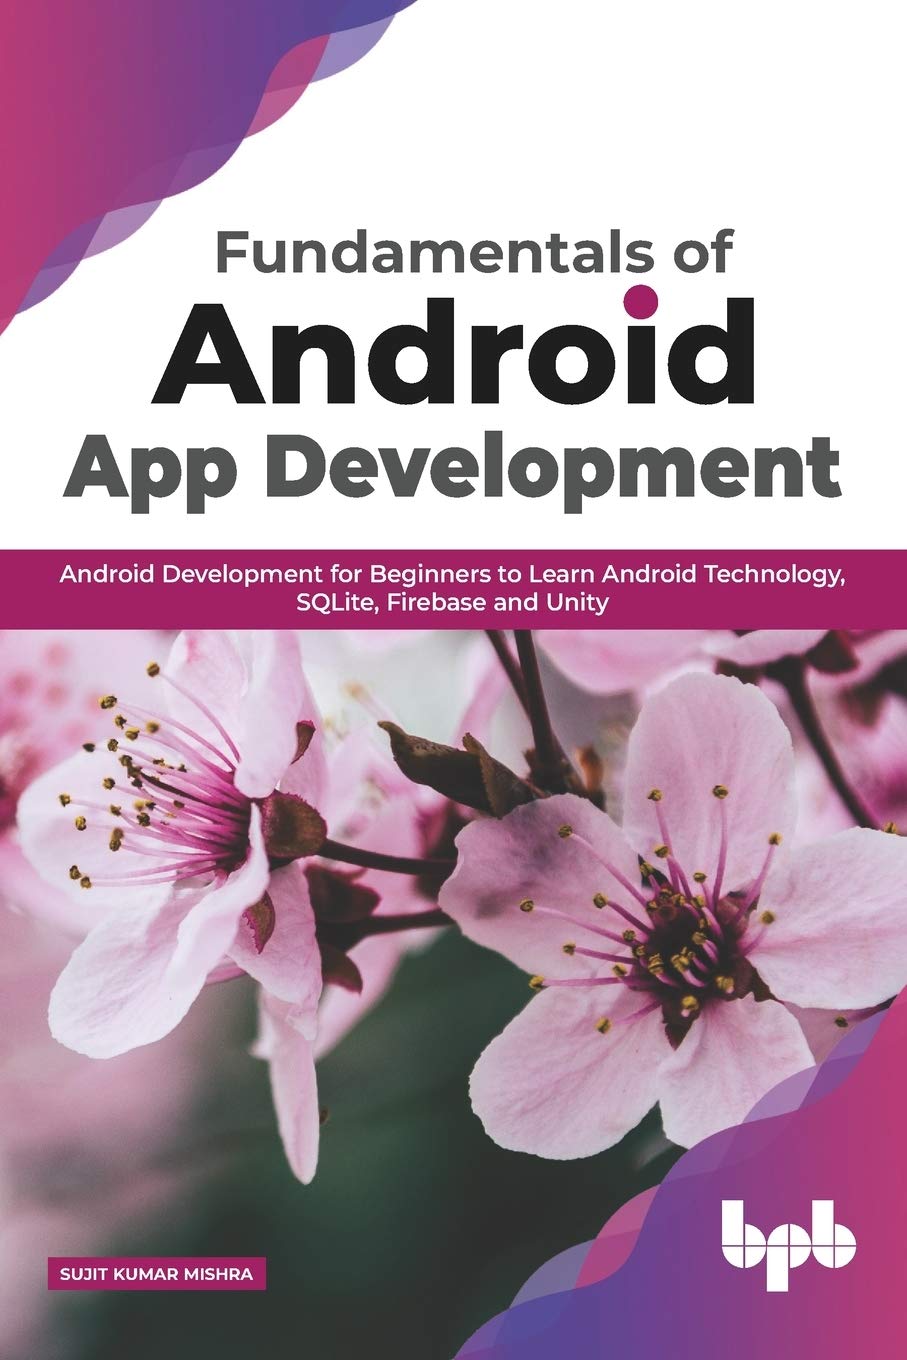 Fundamentals of
Android
App Development
Android Development for Beginners to Learn Android Technology,
SQLite, Firebase and Unity
SUJIT KUMAR MISHRA
bpb